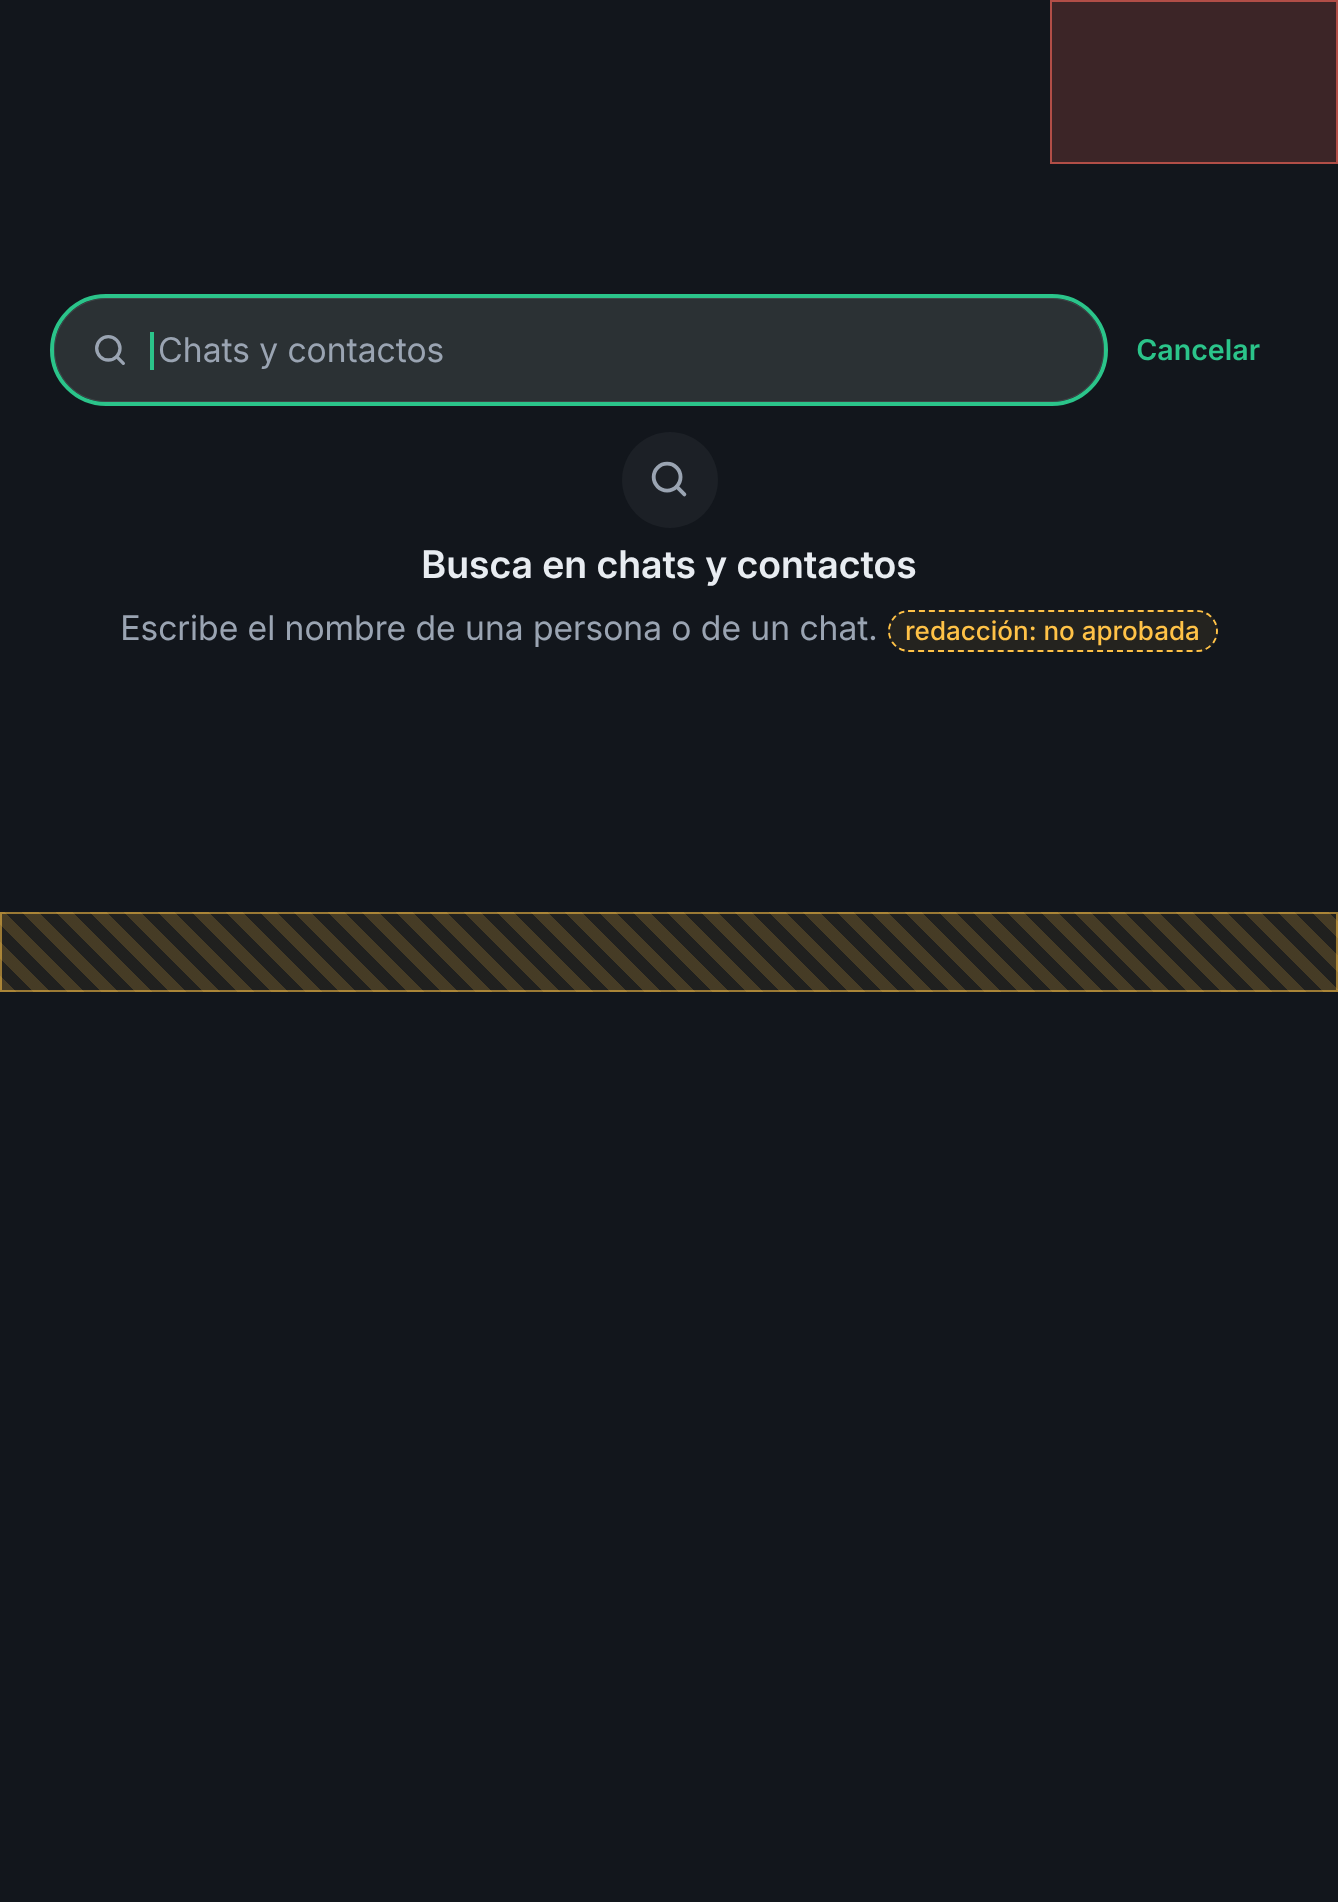 Chats y contactos
Cancelar
Busca en chats y contactos
Escribe el nombre de una persona o de un chat. redacción: no aprobada